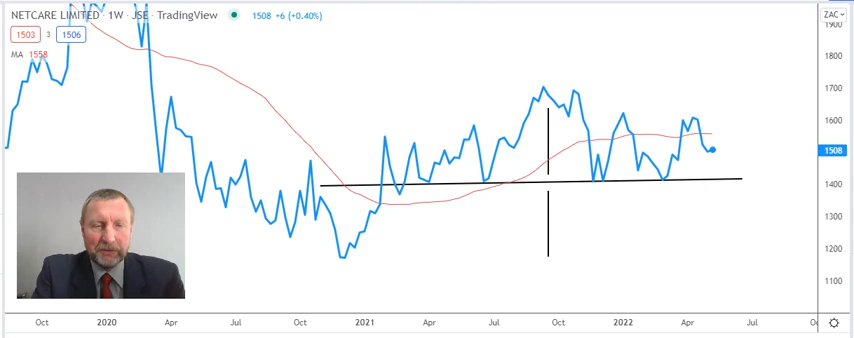 NETCARE LIMITED · 1W · JSE · TradingView 1508 +6 (+0.40%)
1503 3 1506
MA 1558
ZAC
1900
1800
1700
1600
1508
1400
1300
1200
1100
Oct 2020 Apr Jul Oct 2021 Apr Jul Oct 2022 Apr Jul Oc